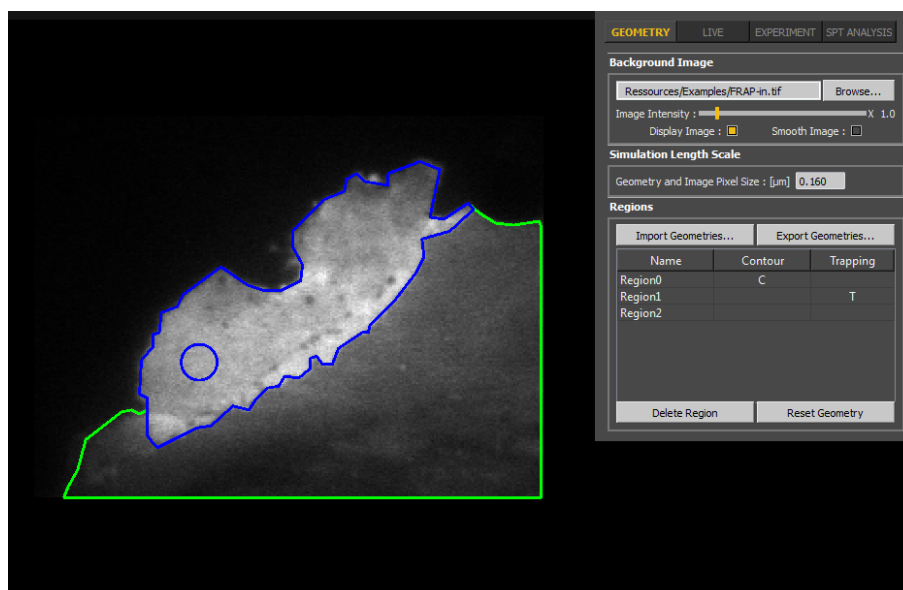 GEOMETRY LIVE EXPERIMENT SPT ANALYSIS
Background Image
Ressources/Examples/FRAP-in.tif Browse...
Image Intensity : X 1.0
Display Image : Smooth Image :
Simulation Length Scale
Geometry and Image Pixel Size : [µm] 0.160
Regions
Import Geometries... Export Geometries...
Name Contour Trapping
Region0 C
Region1 T
Region2
Delete Region Reset Geometry